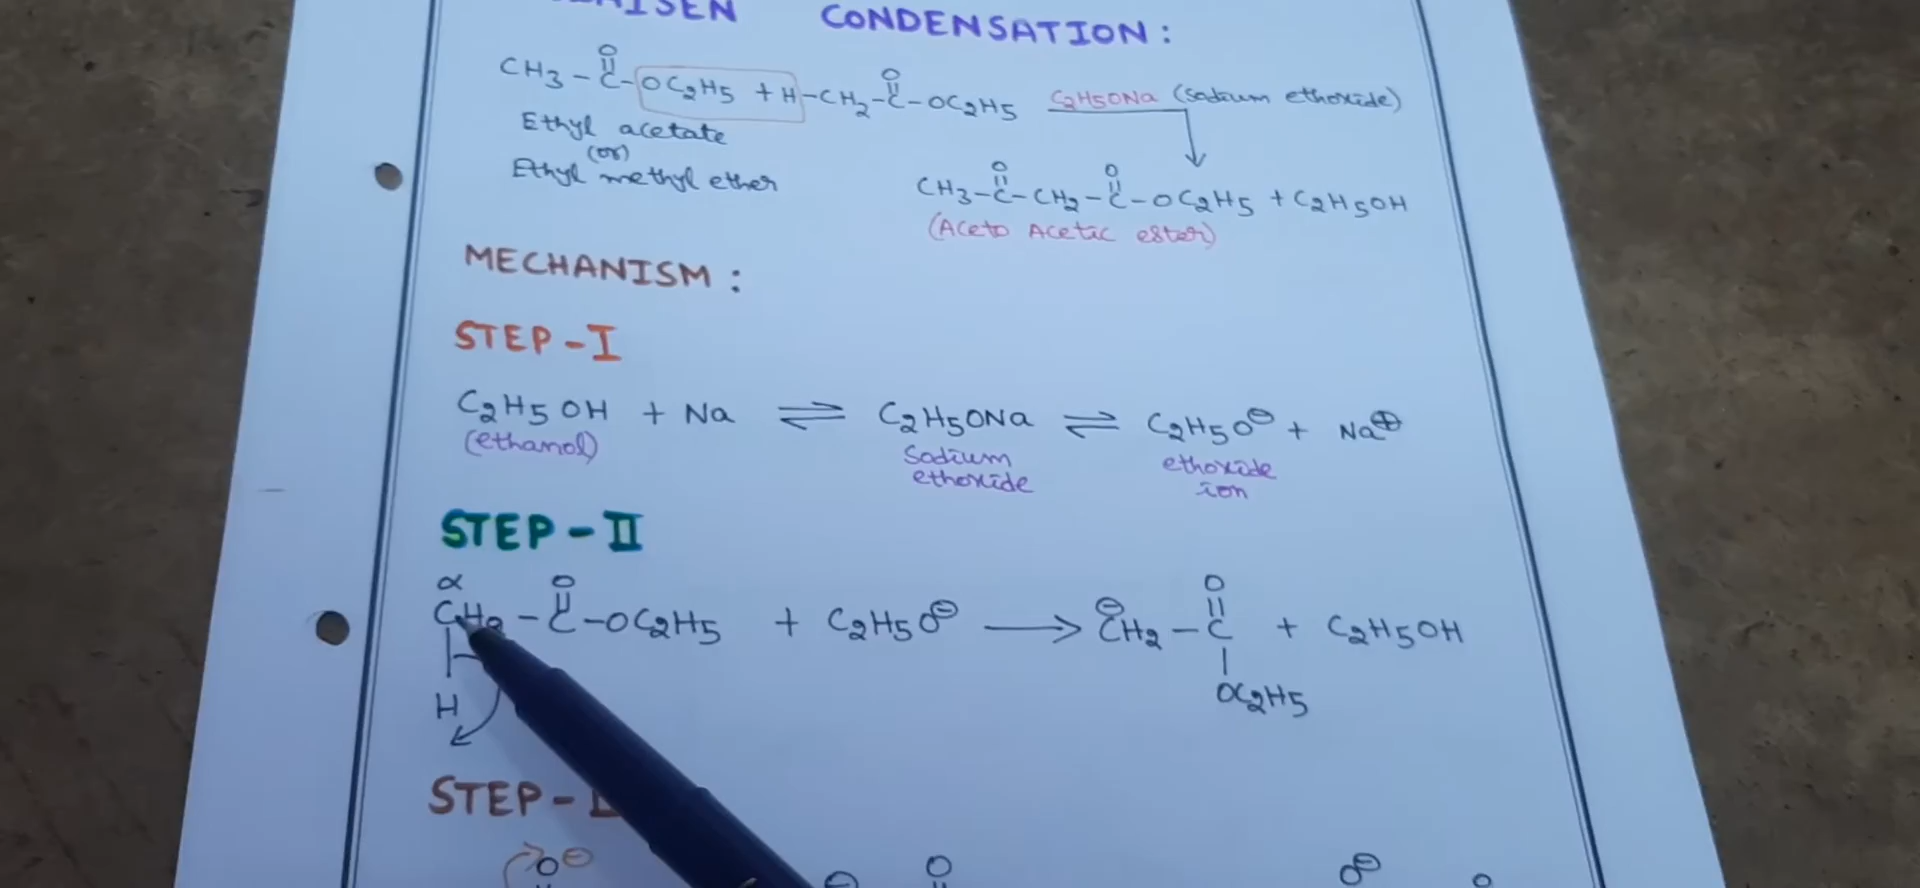 CONDENSATION :
O O
CH3 – C – OC2H5 + H – CH2 – C – OC2H5 C2H5ONa (sodium ethoxide)
Ethyl acetate
(or)
Ethyl methyl ether
O O
CH3 – C – CH2 – C – OC2H5 + C2H5OH
(Aceto Acetic ester)
MECHANISM :
STEP – I
C2H5OH + Na ⇌ C2H5ONa ⇌ C2H5O⊖ + Na⊕
(ethanol) Sodium ethoxide ethoxide ion
STEP – II
α O ⊖ O
CH2 – C – OC2H5 + C2H5O⊖ → CH2 – C + C2H5OH
H OC2H5
STEP –
O⊖ O O⊖